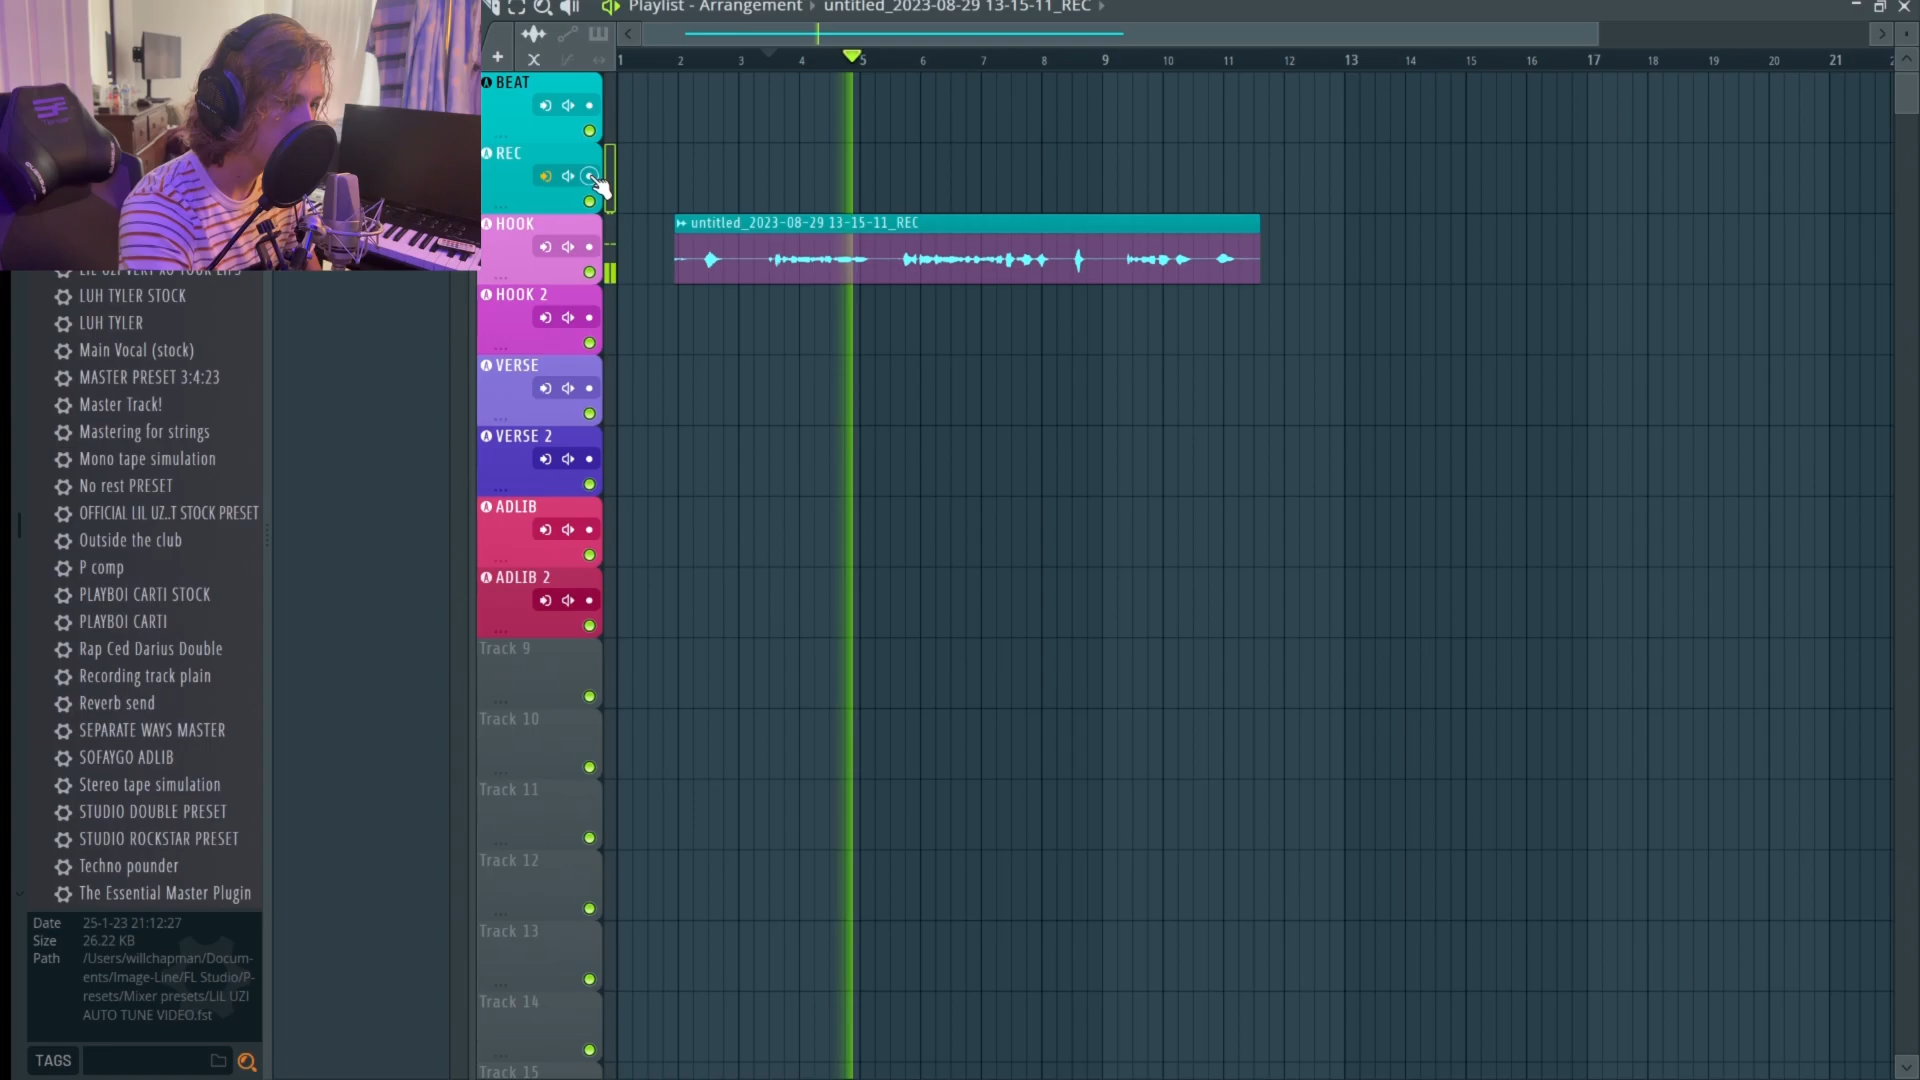 Playlist - Arrangement › untitled_2023-08-29 13-15-11_REC ›
1 2 3 4 5 6 7 8 9 10 11 12 13 14 15 16 17 18 19 20 21
BEAT
REC
HOOK
untitled_2023-08-29 13-15-11_REC
HOOK 2
VERSE
VERSE 2
ADLIB
ADLIB 2
Track 9
Track 10
Track 11
Track 12
Track 13
Track 14
Track 15
LUH TYLER STOCK
LUH TYLER
Main Vocal (stock)
MASTER PRESET 3:4:23
Master Track!
Mastering for strings
Mono tape simulation
No rest PRESET
OFFICIAL LIL UZ..T STOCK PRESET
Outside the club
P comp
PLAYBOI CARTI STOCK
PLAYBOI CARTI
Rap Ced Darius Double
Recording track plain
Reverb send
SEPARATE WAYS MASTER
SOFAYGO ADLIB
Stereo tape simulation
STUDIO DOUBLE PRESET
STUDIO ROCKSTAR PRESET
Techno pounder
The Essential Master Plugin
Date 25-1-23 21:12:27
Size 26.22 KB
Path /Users/willchapman/Docum-
ents/Image-Line/FL Studio/P-
resets/Mixer presets/LIL UZI
AUTO TUNE VIDEO.fst
TAGS